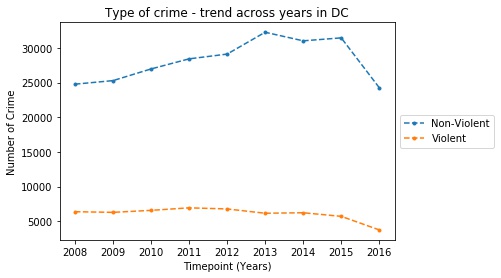 Type of crime - trend across years in DC
Number of Crime
30000
25000
20000
15000
10000
5000
2008 2009 2010 2011 2012 2013 2014 2015 2016
Timepoint (Years)
Non-Violent
Violent